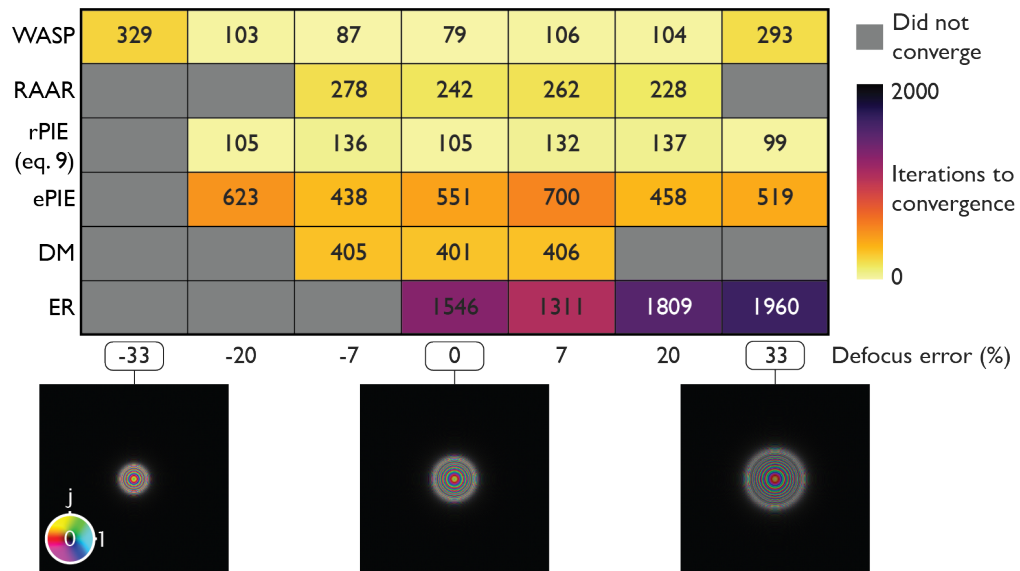 WASP 329 103 87 79 106 104 293
Did not
converge
RAAR 278 242 262 228
2000
rPIE
(eq. 9) 105 136 105 132 137 99
Iterations to
convergence
ePIE 623 438 551 700 458 519
DM 405 401 406
0
ER 1546 1311 1809 1960
-33 -20 -7 0 7 20 33 Defocus error (%)
j
0 1